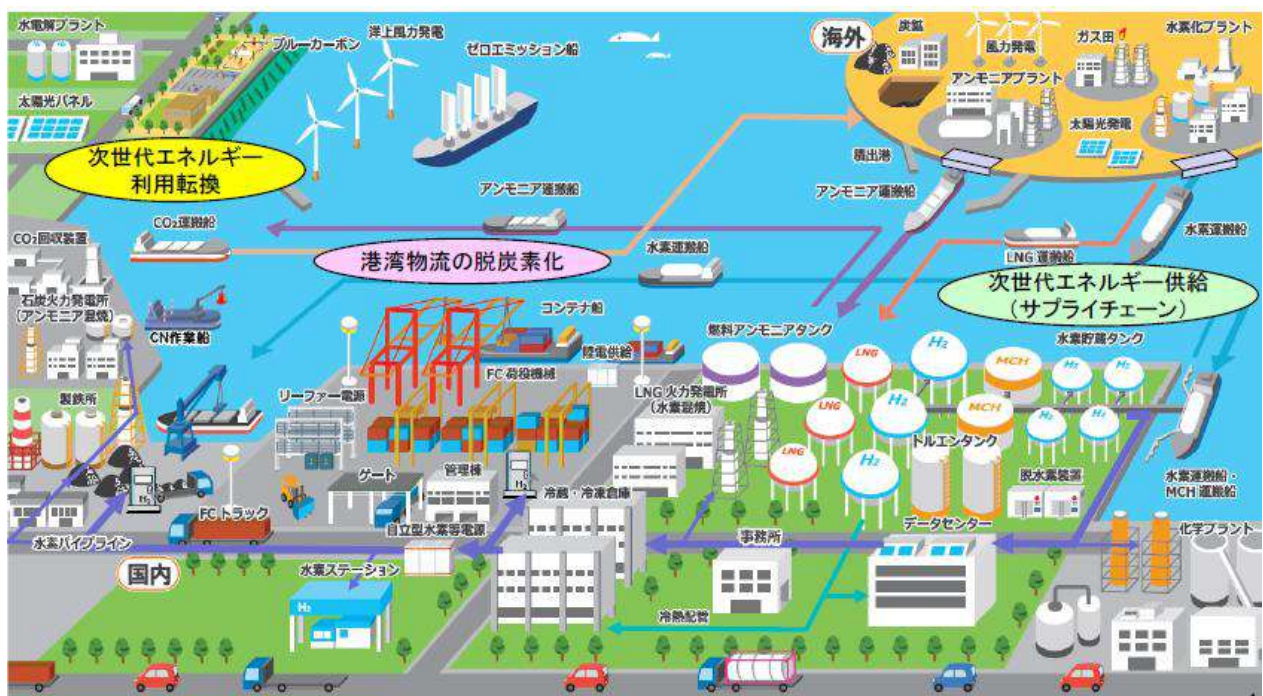 水電解プラント
ブルーカーボン
洋上風力発電
ゼロエミッション船
海外
炭鉱
風力発電
ガス田
水素化プラント
太陽光パネル
アンモニアプラント
太陽光発電
次世代エネルギー
利用転換
積出港
アンモニア運搬船
アンモニア運搬船
CO₂運搬船
水素運搬船
LNG運搬船
水素運搬船
CO₂回収装置
港湾物流の脱炭素化
次世代エネルギー供給
(サプライチェーン)
石炭火力発電所
(アンモニア混焼)
CN作業船
コンテナ船
陸電供給
燃料アンモニアタンク
水素貯蔵タンク
LNG
H₂
MCH
H₂
H₂
製鉄所
リーファー電源
FC荷役機械
LNG火力発電所
(水素混焼)
LNG
H₂
MCH
H₂
H₂
トルエンタンク
LNG
H₂
脱水素装置
水素運搬船・
MCH運搬船
H₂
ゲート
管理棟
H₂
冷蔵・冷凍倉庫
FCトラック
自立型水素等電源
データセンター
事務所
化学プラント
水素パイプライン
国内
水素ステーション
H₂
冷熱配管